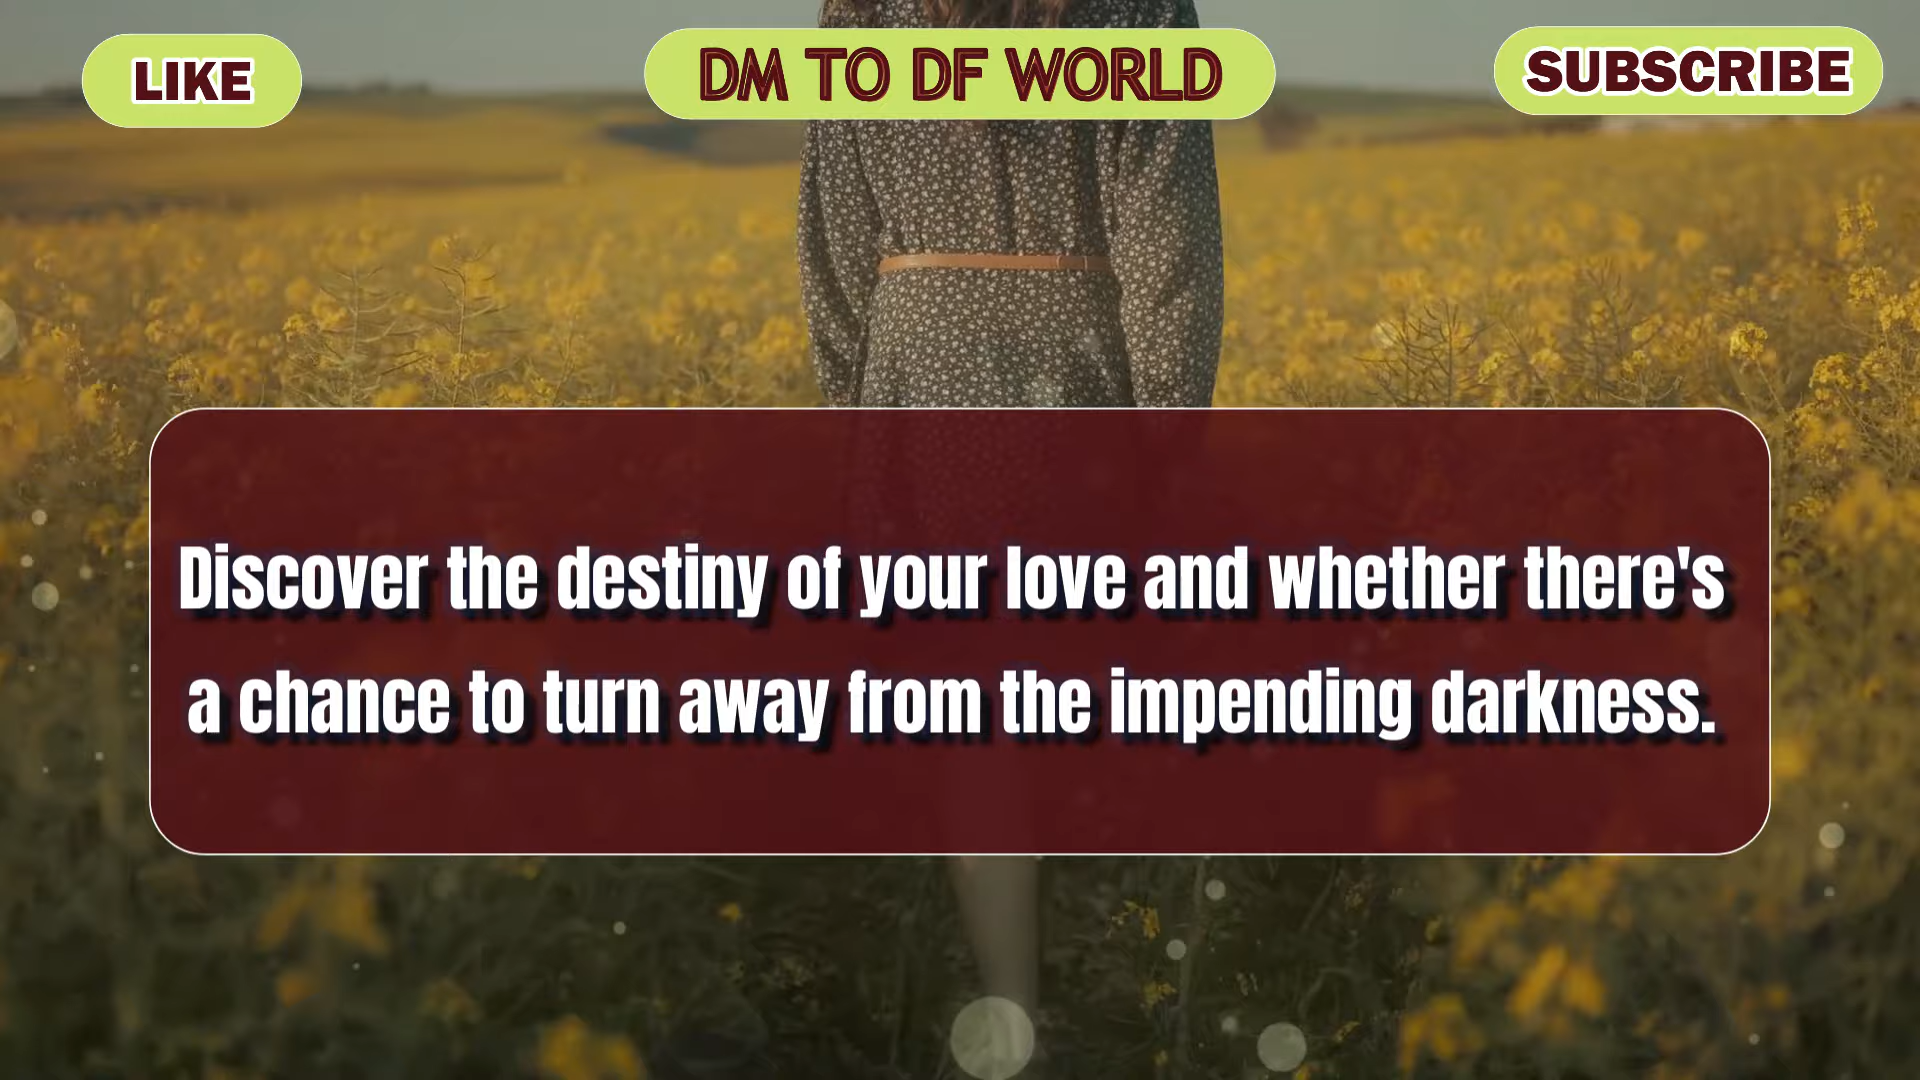 LIKE
DM TO DF WORLD
SUBSCRIBE
Discover the destiny of your love and whether there's
a chance to turn away from the impending darkness.